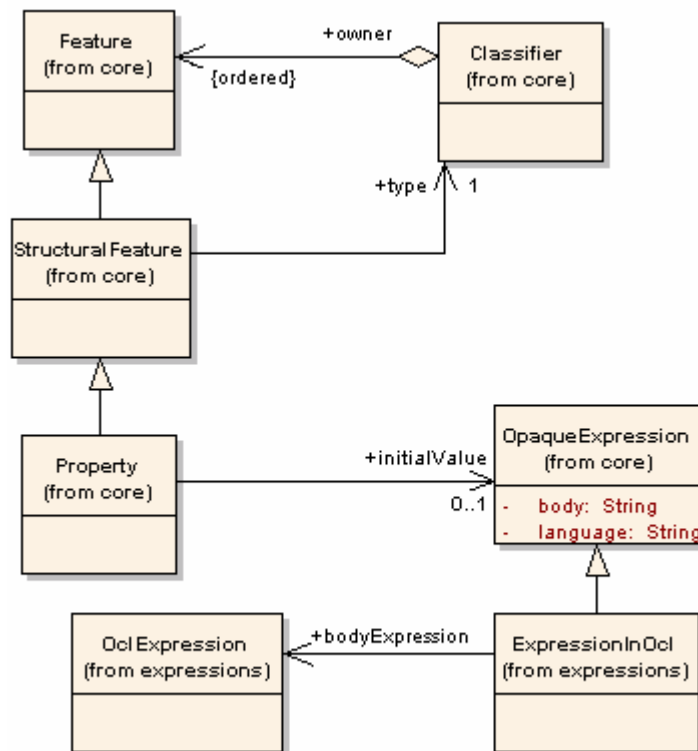 Feature
(from core)
+owner
{ordered}
Classifier
(from core)
+type
1
StructuralFeature
(from core)
Property
(from core)
+initialValue
0..1
OpaqueExpression
(from core)
- body: String
- language: String
OclExpression
(from expressions)
+bodyExpression
ExpressionInOcl
(from expressions)